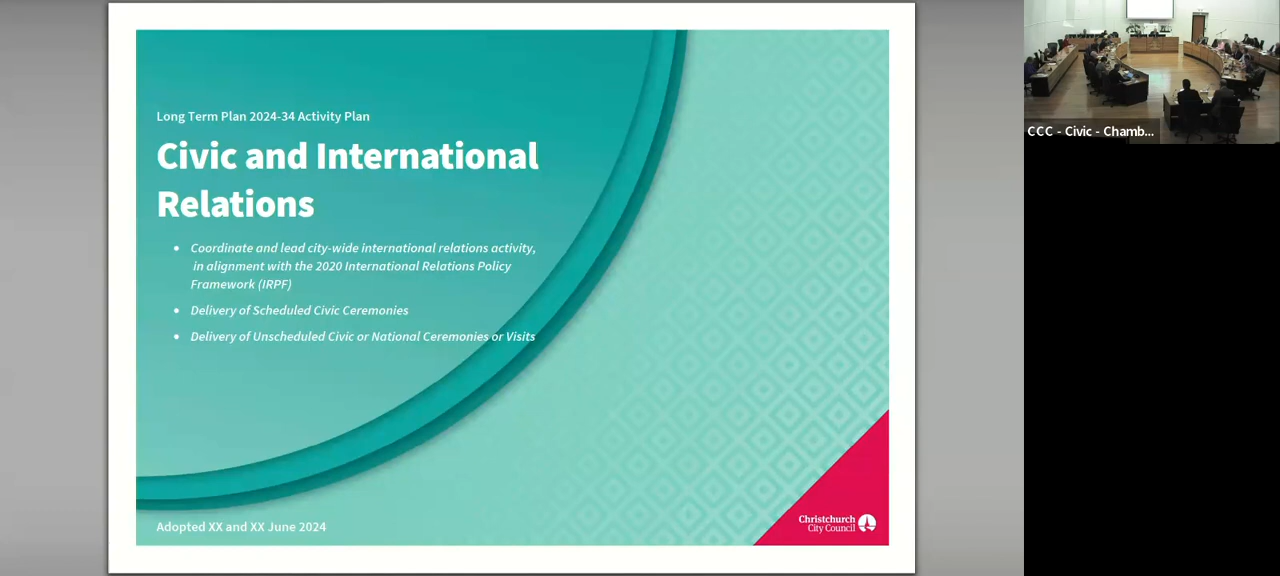 Long Term Plan 2024-34 Activity Plan
Civic and International
Relations
• Coordinate and lead city-wide international relations activity,
in alignment with the 2020 International Relations Policy
Framework (IRPF)
• Delivery of Scheduled Civic Ceremonies
• Delivery of Unscheduled Civic or National Ceremonies or Visits
Adopted XX and XX June 2024
Christchurch
City Council
CCC - Civic - Chamb...